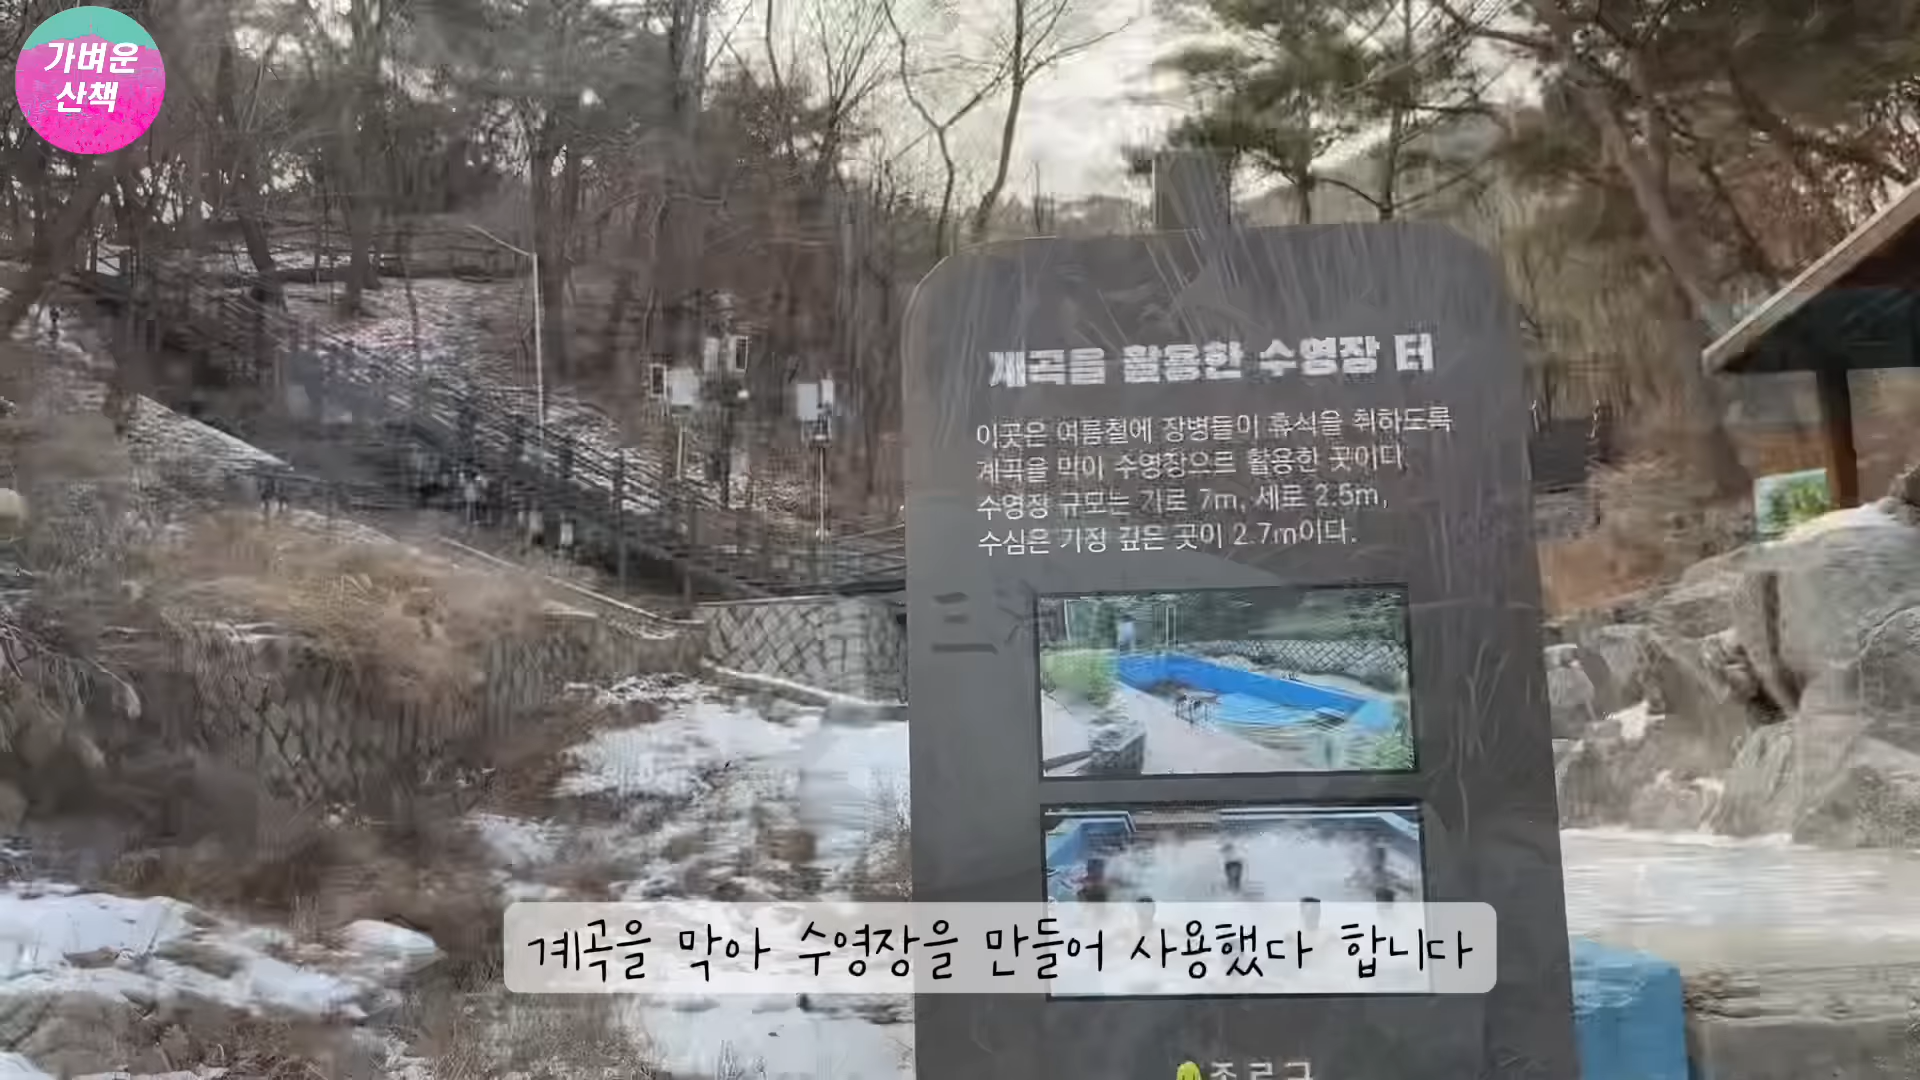 가벼운
산책
계곡을 활용한 수영장 터
이곳은 여름철에 장병들이 휴식을 취하도록
계곡을 막아 수영장으로 활용한 곳이다.
수영장 규모는 가로 7m, 세로 2.5m,
수심은 가장 깊은 곳이 2.7m이다.
계곡을 막아 수영장을 만들어 사용했다 합니다
종로구